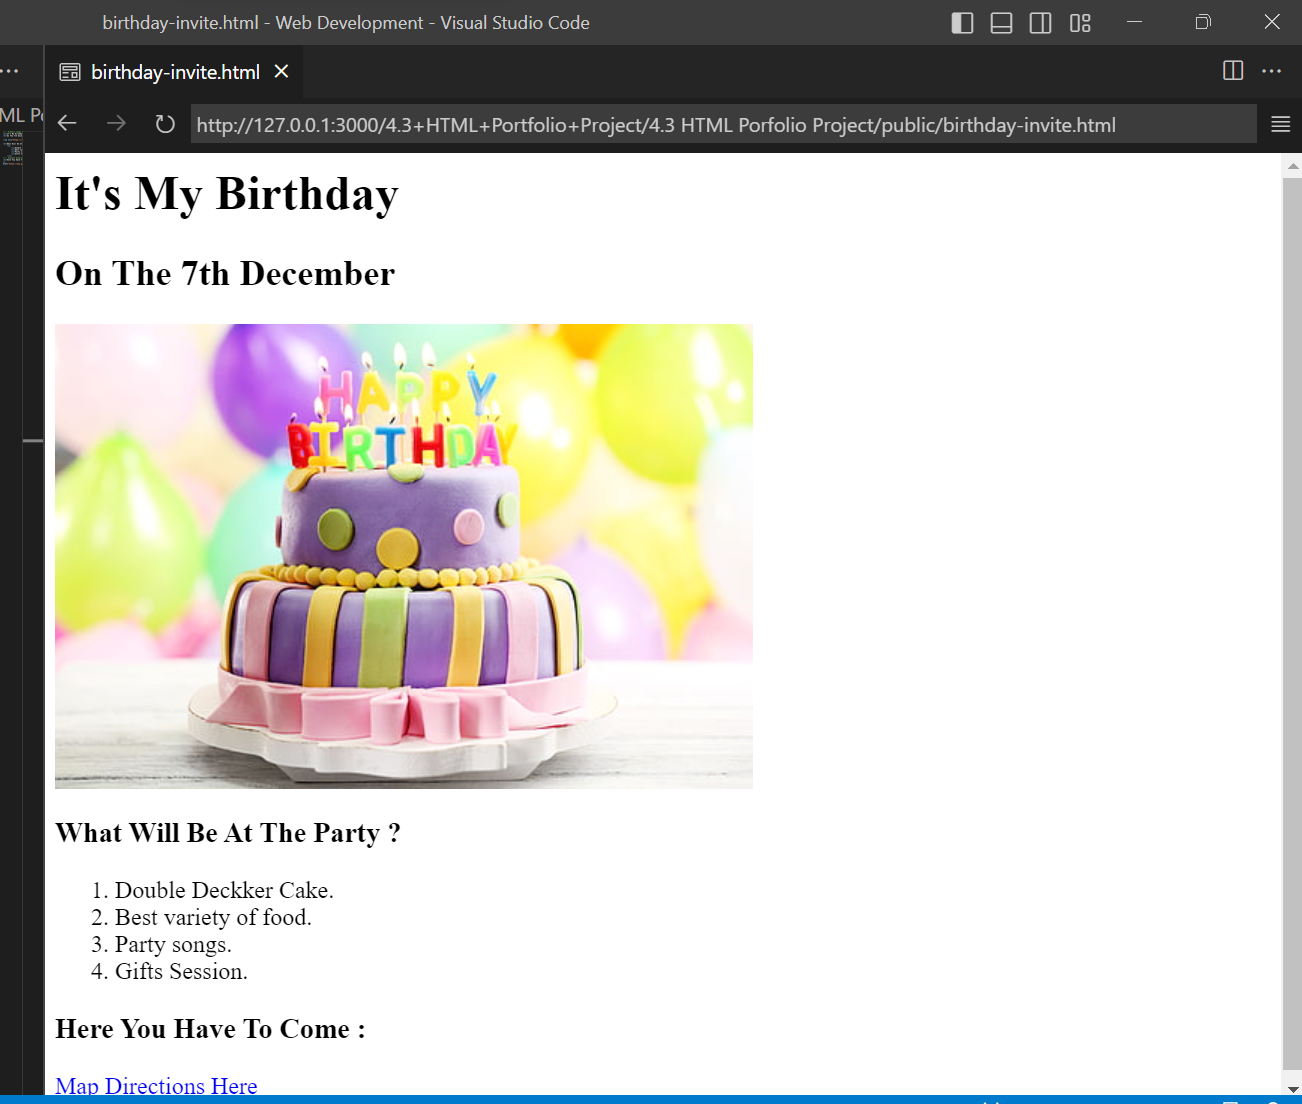 birthday-invite.html - Web Development - Visual Studio Code
birthday-invite.html
ML
http://127.0.0.1:3000/4.3+HTML+Portfolio+Project/4.3 HTML Porfolio Project/public/birthday-invite.html
It's My Birthday
On The 7th December
HAPPY
BIRTHDAY
What Will Be At The Party ?
1. Double Deckker Cake.
2. Best variety of food.
3. Party songs.
4. Gifts Session.
Here You Have To Come :
Map Directions Here